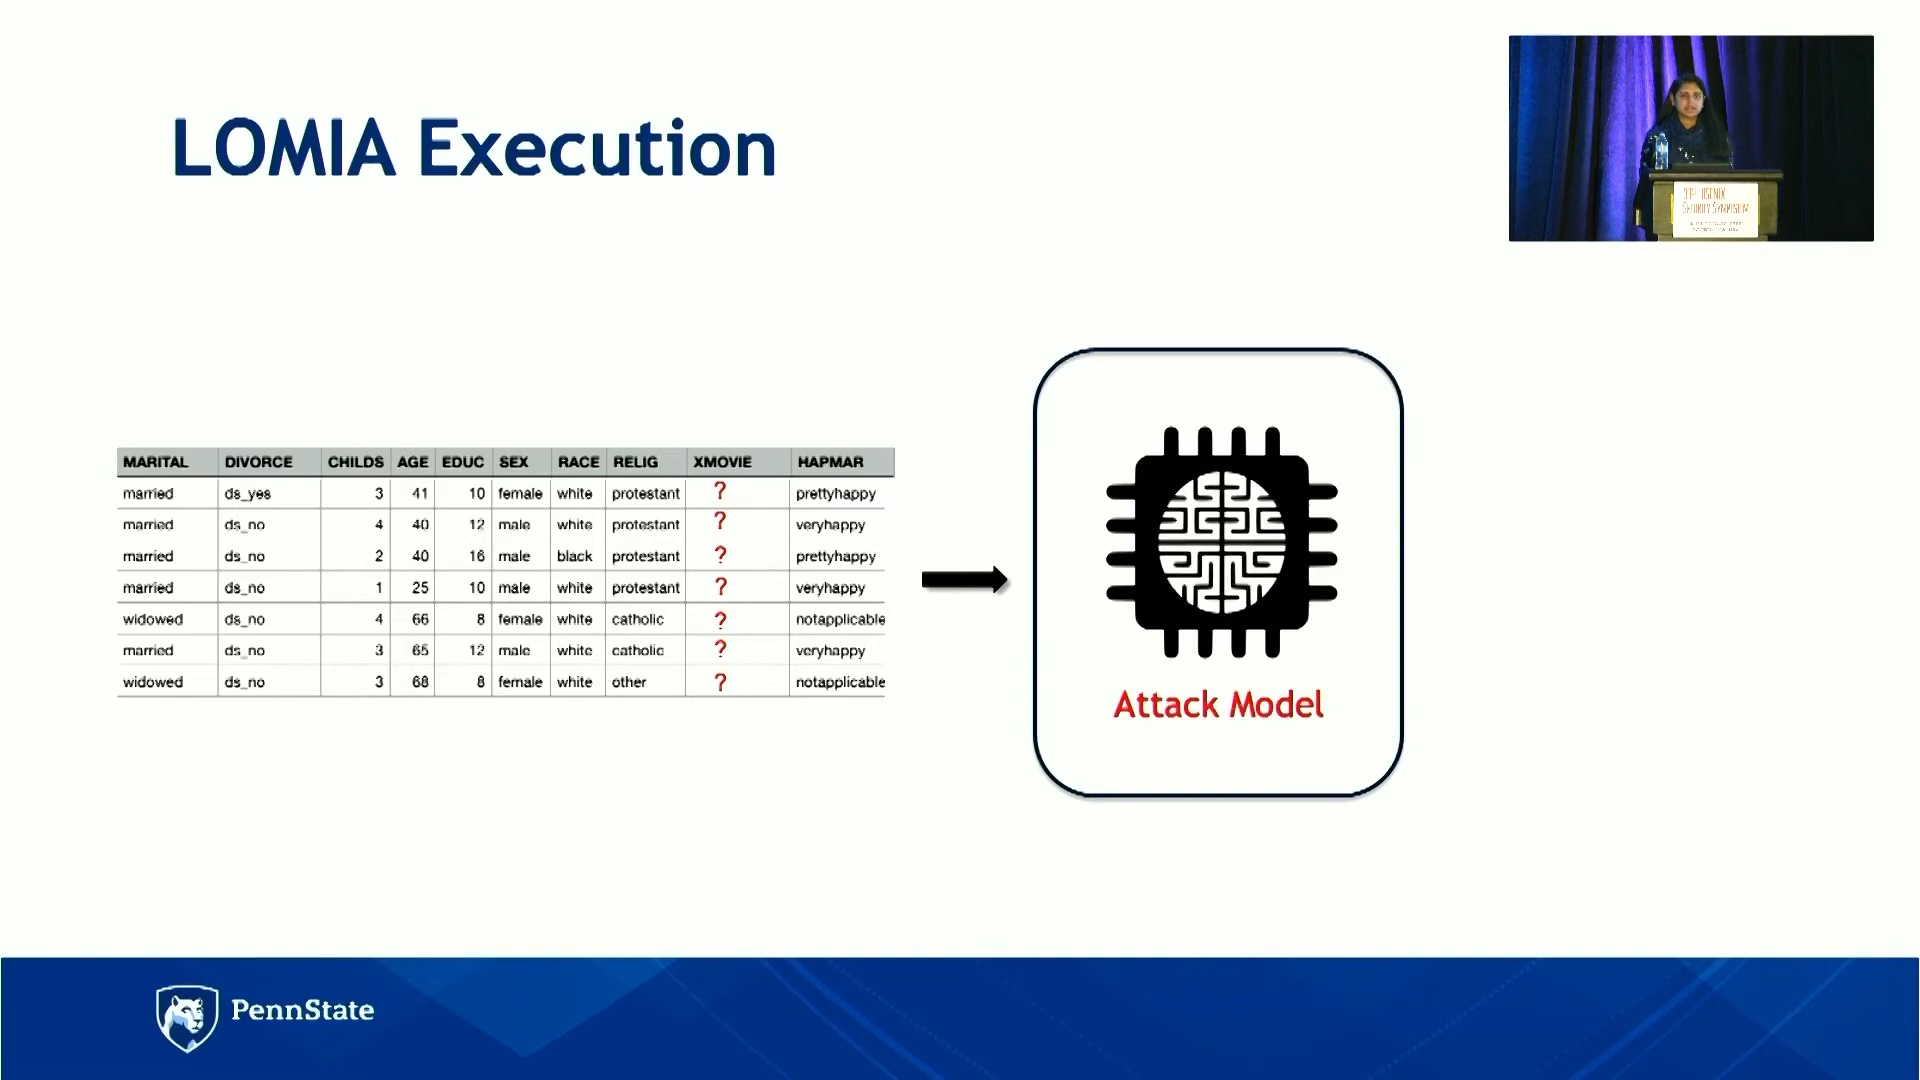 LOMIA Execution
MARITAL DIVORCE CHILDS AGE EDUC SEX RACE RELIG XMOVIE HAPMAR
married ds_yes 3 41 10 female white protestant ? prettyhappy
married ds_no 4 40 12 male white protestant ? veryhappy
married ds_no 2 40 16 male black protestant ? prettyhappy
married ds_no 1 25 10 male white protestant ? veryhappy
widowed ds_no 4 66 8 female white catholic ? notapplicable
married ds_no 3 65 12 male white catholic ? veryhappy
widowed ds_no 3 68 8 female white other ? notapplicable
Attack Model
SECURITY SYMPOSIUM
PennState